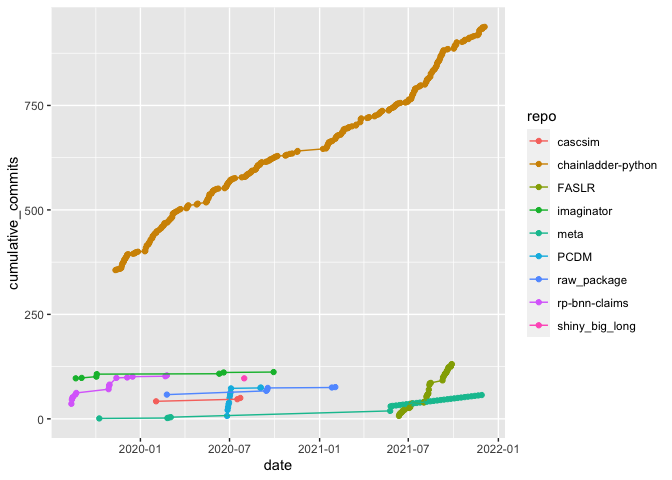 750
500
250
0
cumulative_commits
2020-01
2020-07
2021-01
2021-07
2022-01
date
repo
cascsim
chainladder-python
FASLR
imaginator
meta
PCDM
raw_package
rp-bnn-claims
shiny_big_long